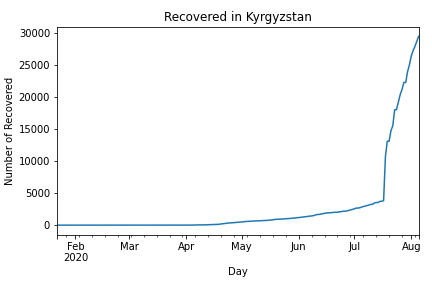 Recovered in Kyrgyzstan
Number of Recovered
30000
25000
20000
15000
10000
5000
0
Feb Mar Apr May Jun Jul Aug
2020
Day